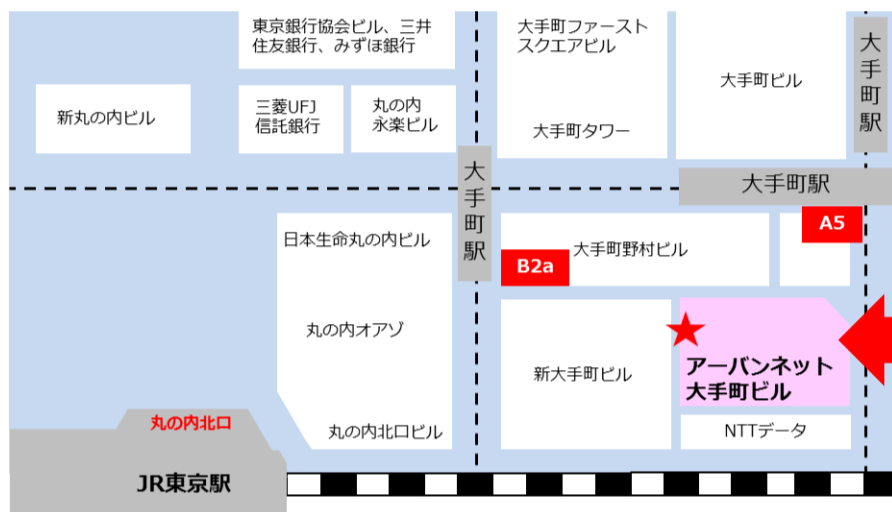 東京銀行協会ビル、三井
住友銀行、みずほ銀行
大手町ファースト
スクエアビル
大手町ビル
大手町駅
新丸の内ビル
三菱UFJ
信託銀行
丸の内
永楽ビル
大手町タワー
大手町駅
大手町駅
A5
日本生命丸の内ビル
B2a
大手町野村ビル
丸の内オアゾ
新大手町ビル
アーバンネット
大手町ビル
丸の内北口
丸の内北口ビル
NTTデータ
JR東京駅